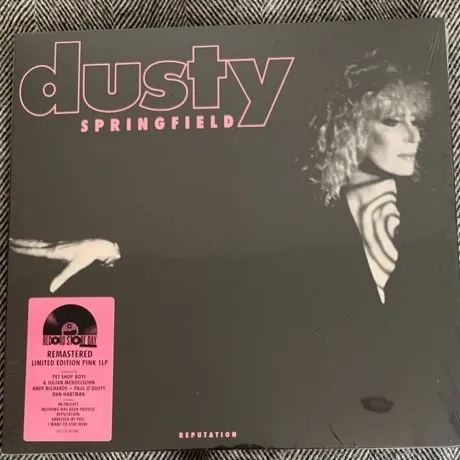 dusty
SPRINGFIELD
RECORD STORE DAY
REMASTERED
LIMITED EDITION PINK 1LP
PET SHOP BOYS
& JULIAN MENDELSOHN
ANDY RICHARDS • PAUL O'DUFFY
DAN HARTMAN
IN PRIVATE
NOTHING HAS BEEN PROVED
REPUTATION
ARRESTED BY YOU
I WANT TO STAY HERE
REPUTATION